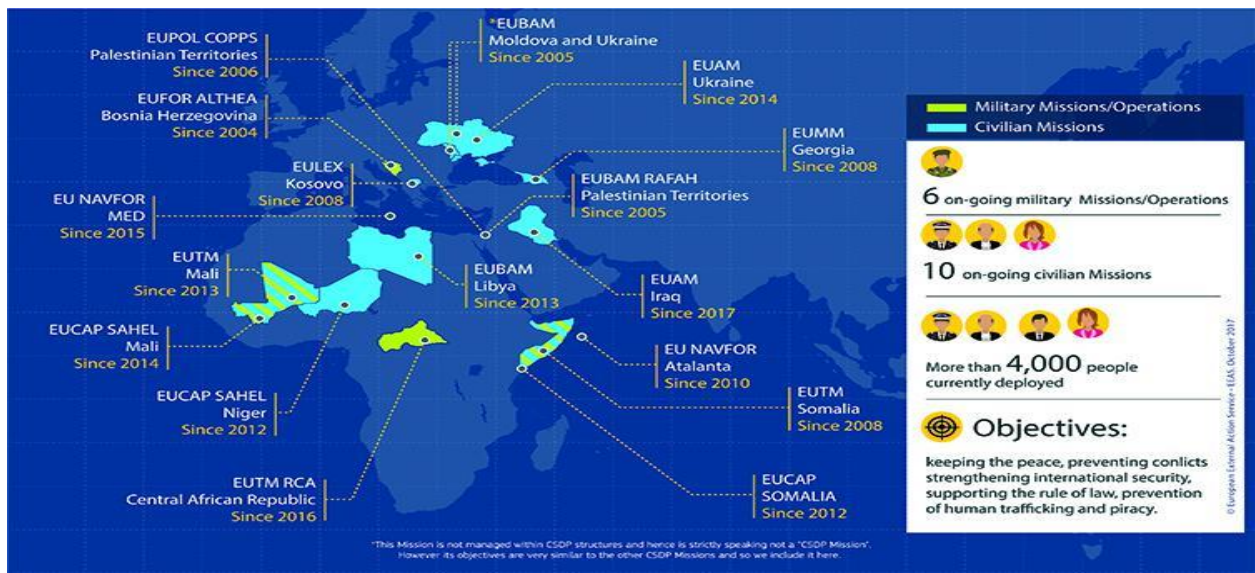 EUPOL COPPS
Palestinian Territories
Since 2006
*EUBAM
Moldova and Ukraine
Since 2005
EUAM
Ukraine
Since 2014
EUFOR ALTHEA
Bosnia Herzegovina
Since 2004
EUMM
Georgia
Since 2008
EULEX
Kosovo
Since 2008
EUBAM RAFAH
Palestinian Territories
Since 2005
EU NAVFOR
MED
Since 2015
EUTM
Mali
Since 2013
EUBAM
Libya
Since 2013
EUAM
Iraq
Since 2017
EUCAP SAHEL
Mali
Since 2014
EU NAVFOR
Atalanta
Since 2010
EUCAP SAHEL
Niger
Since 2012
EUTM
Somalia
Since 2008
EUTM RCA
Central African Republic
Since 2016
EUCAP
SOMALIA
Since 2012
*This Mission is not managed within CSDP structures and hence is strictly speaking not a "CSDP Mission".
However its objectives are very similar to the other CSDP Missions and so we include it here.
Military Missions/Operations
Civilian Missions
6 on-going military Missions/Operations
10 on-going civilian Missions
More than 4,000 people
currently deployed
Objectives:
keeping the peace, preventing conlicts
strengthening international security,
supporting the rule of law, prevention
of human trafficking and piracy.
© European External Action Service - EEAS. October 2017